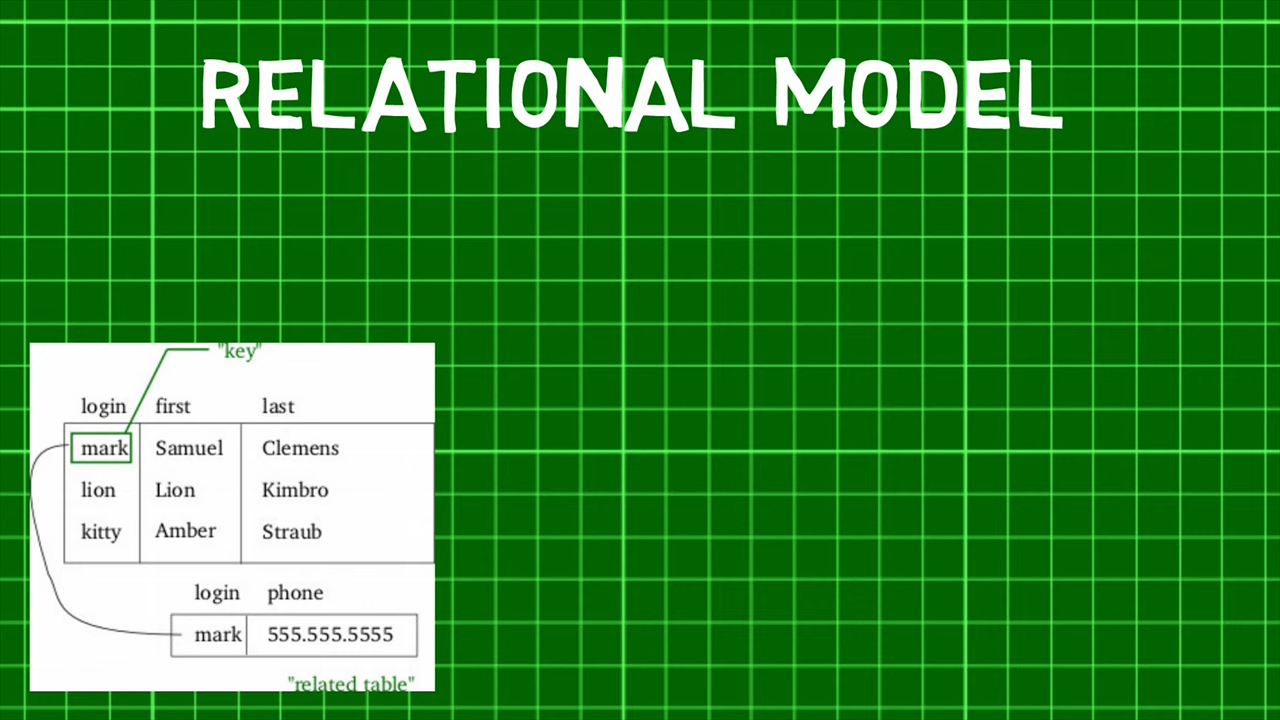 RELATIONAL MODEL
"key"
login first last
mark Samuel Clemens
lion Lion Kimbro
kitty Amber Straub
login phone
mark 555.555.5555
"related table"